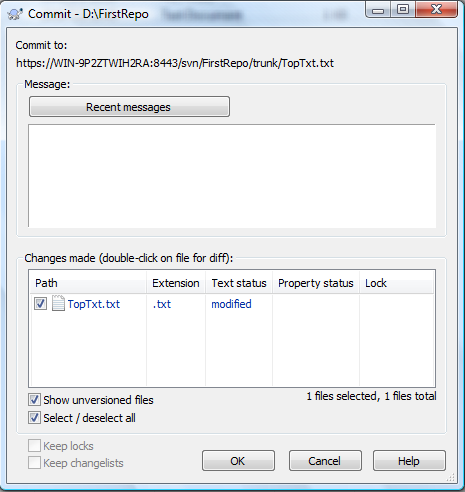 Commit - D:\FirstRepo
Commit to:
https://WIN-9P2ZTWIH2RA:8443/svn/FirstRepo/trunk/TopTxt.txt
Message:
Recent messages
Changes made (double-click on file for diff):
Path Extension Text status Property status Lock
TopTxt.txt .txt modified
Show unversioned files
1 files selected, 1 files total
Select / deselect all
Keep locks
Keep changelists
OK Cancel Help